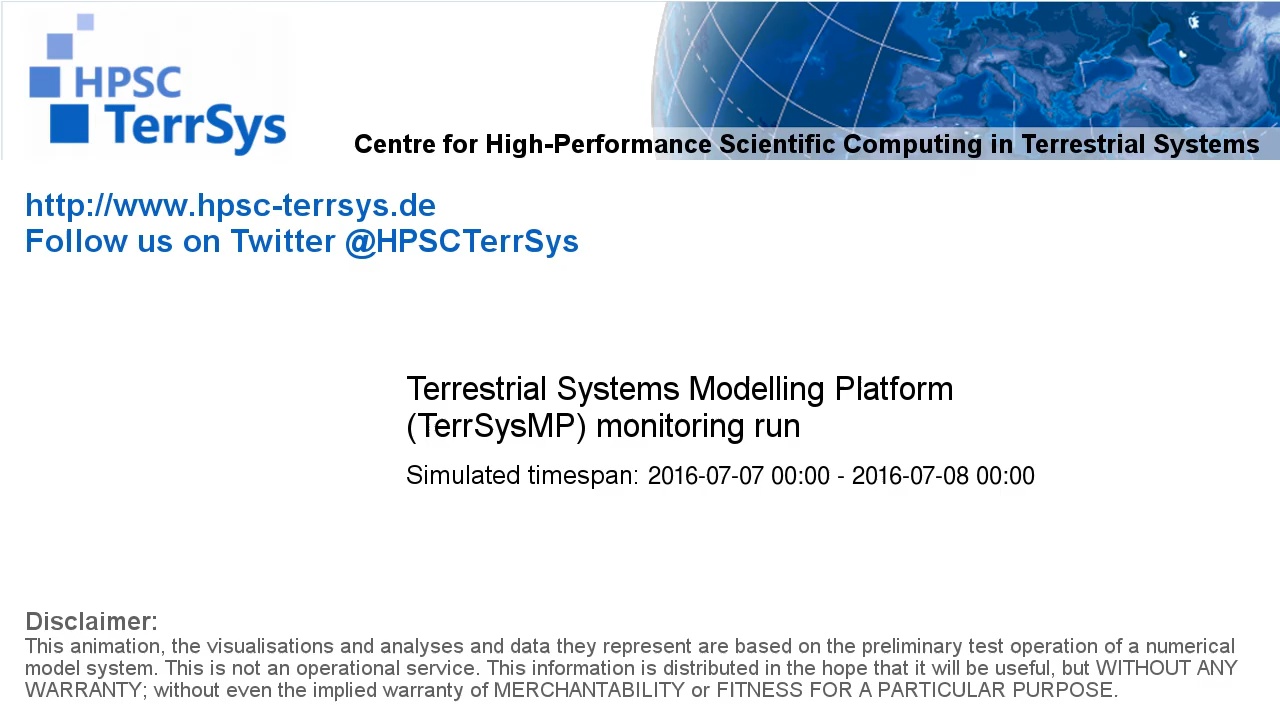 HPSC
TerrSys
Centre for High-Performance Scientific Computing in Terrestrial Systems
http://www.hpsc-terrsys.de
Follow us on Twitter @HPSCTerrSys
Terrestrial Systems Modelling Platform
(TerrSysMP) monitoring run
Simulated timespan: 2016-07-07 00:00 - 2016-07-08 00:00
Disclaimer:
This animation, the visualisations and analyses and data they represent are based on the preliminary test operation of a numerical
model system. This is not an operational service. This information is distributed in the hope that it will be useful, but WITHOUT ANY
WARRANTY; without even the implied warranty of MERCHANTABILITY or FITNESS FOR A PARTICULAR PURPOSE.